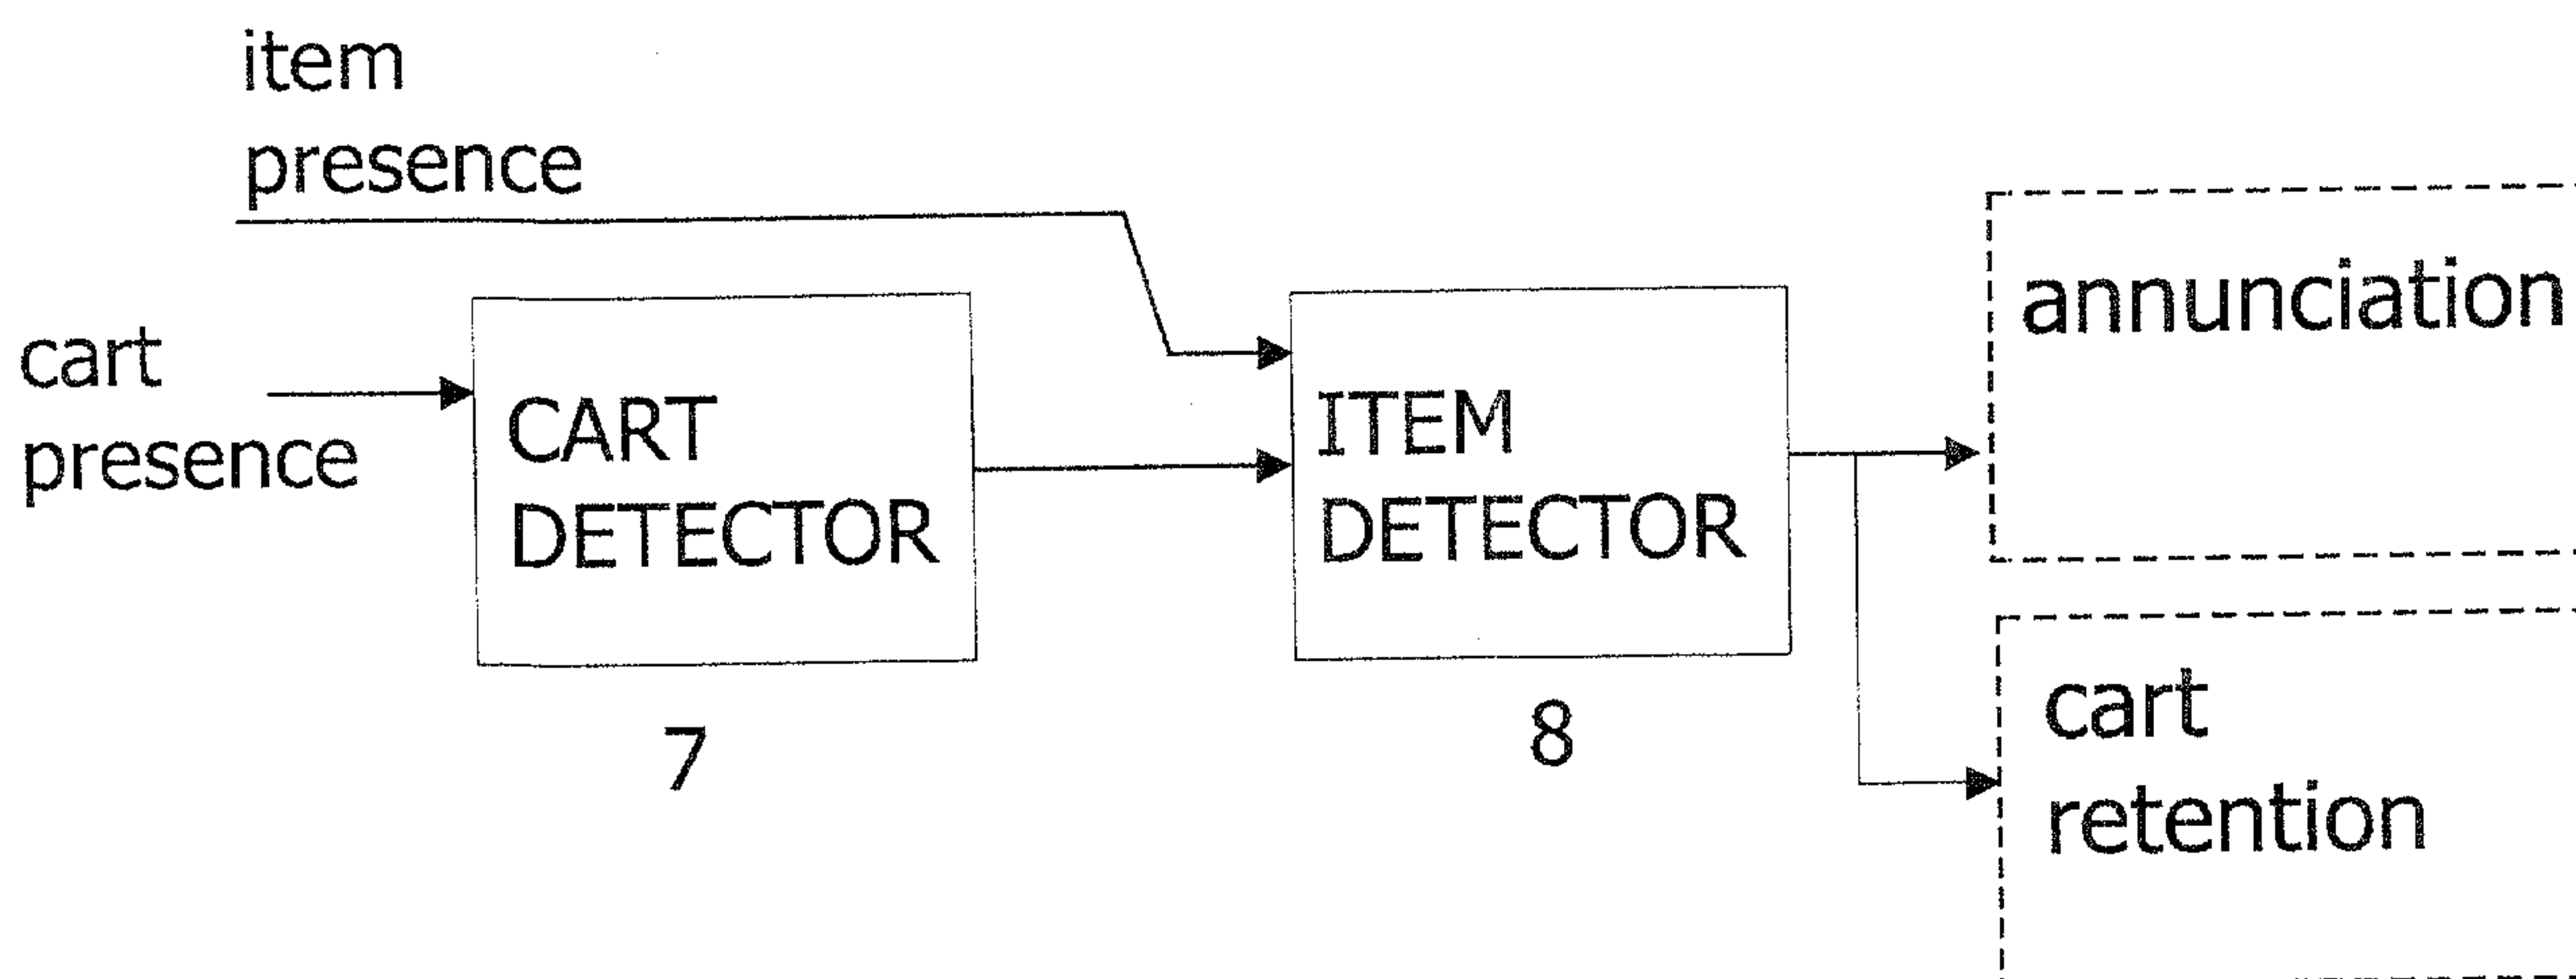 item
presence
cart
presence
CART
DETECTOR
7
ITEM
DETECTOR
8
annunciation
cart
retention